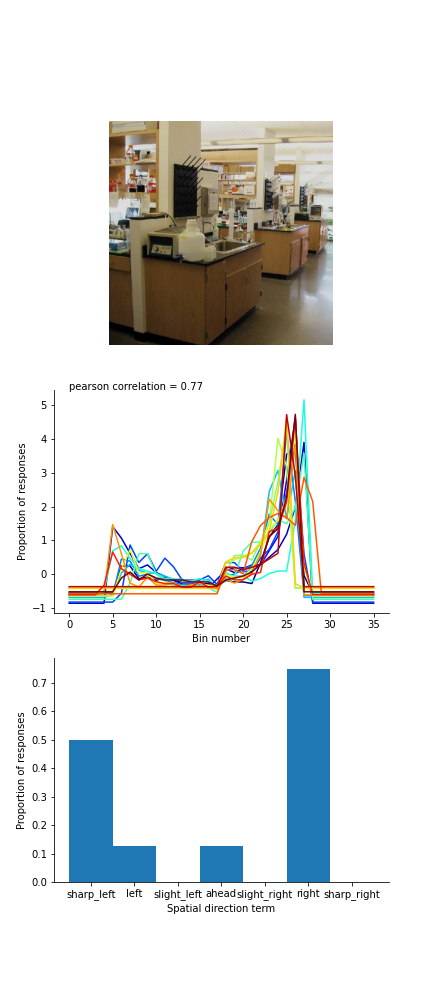 pearson correlation = 0.77
Proportion of responses
5
4
3
2
1
0
−1
0 5 10 15 20 25 30 35
Bin number
Proportion of responses
0.7
0.6
0.5
0.4
0.3
0.2
0.1
0.0
sharp_left left slight_left ahead slight_right right sharp_right
Spatial direction term